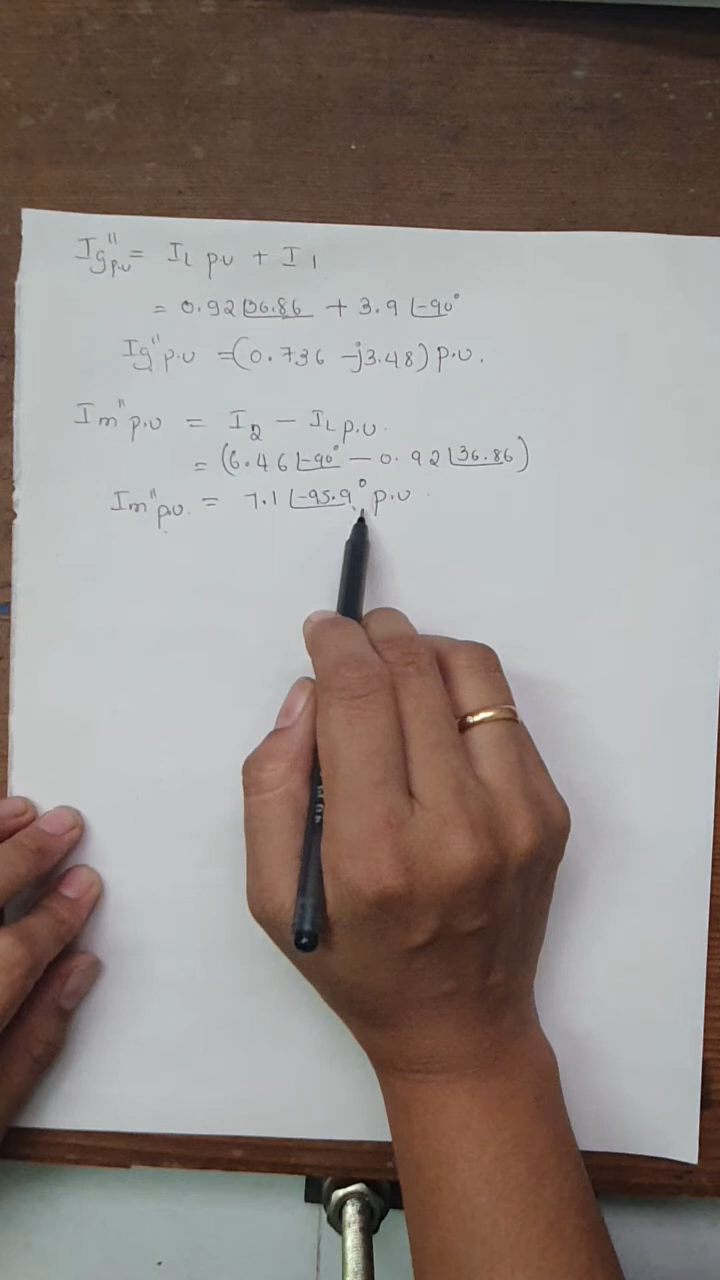 Ig"p.u = IL p.u + I1
= 0.92∠36.86 + 3.9∠-90°
Ig"p.u = (0.736 -j3.48) p.u.
Im"p.u = I2 - IL p.u.
= (6.46∠-90° - 0.92∠36.86)
Im"p.u. = 7.1∠-95.9° p.u.